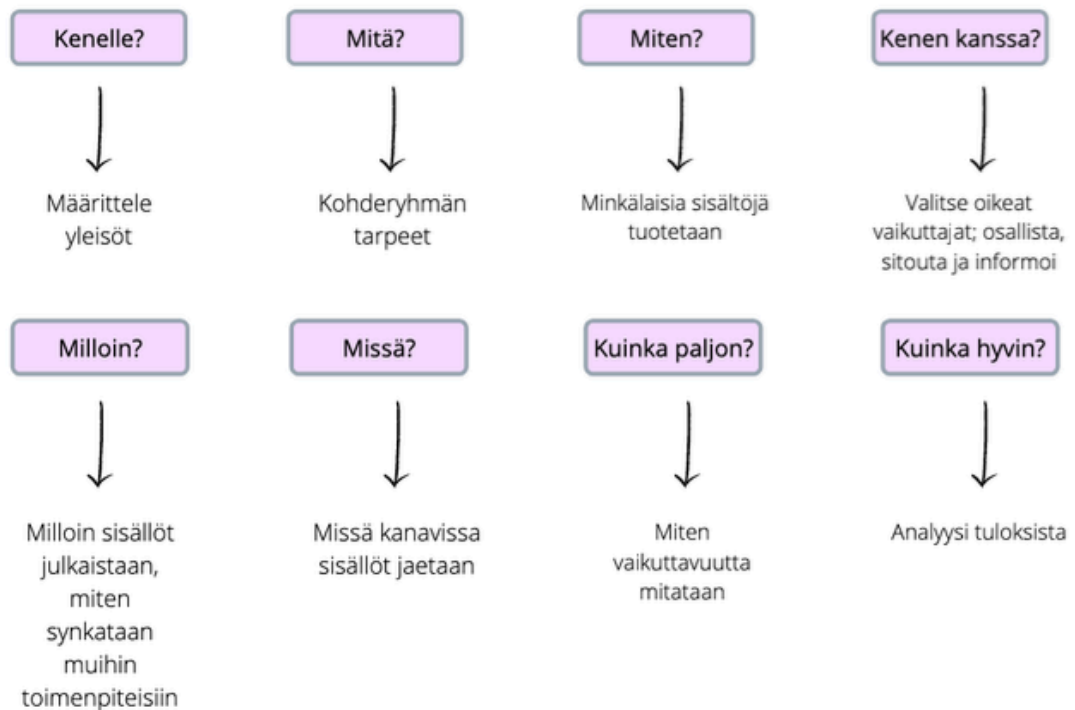 Kenelle?
Määrittele
yleisöt
Mitä?
Kohderyhmän
tarpeet
Miten?
Minkälaisia sisältöjä
tuotetaan
Kenen kanssa?
Valitse oikeat
vaikuttajat; osallista,
sitouta ja informoi
Milloin?
Milloin sisällöt
julkaistaan,
miten
synkataan
muihin
toimenpiteisiin
Missä?
Missä kanavissa
sisällöt jaetaan
Kuinka paljon?
Miten
vaikuttavuutta
mitataan
Kuinka hyvin?
Analyysi tuloksista